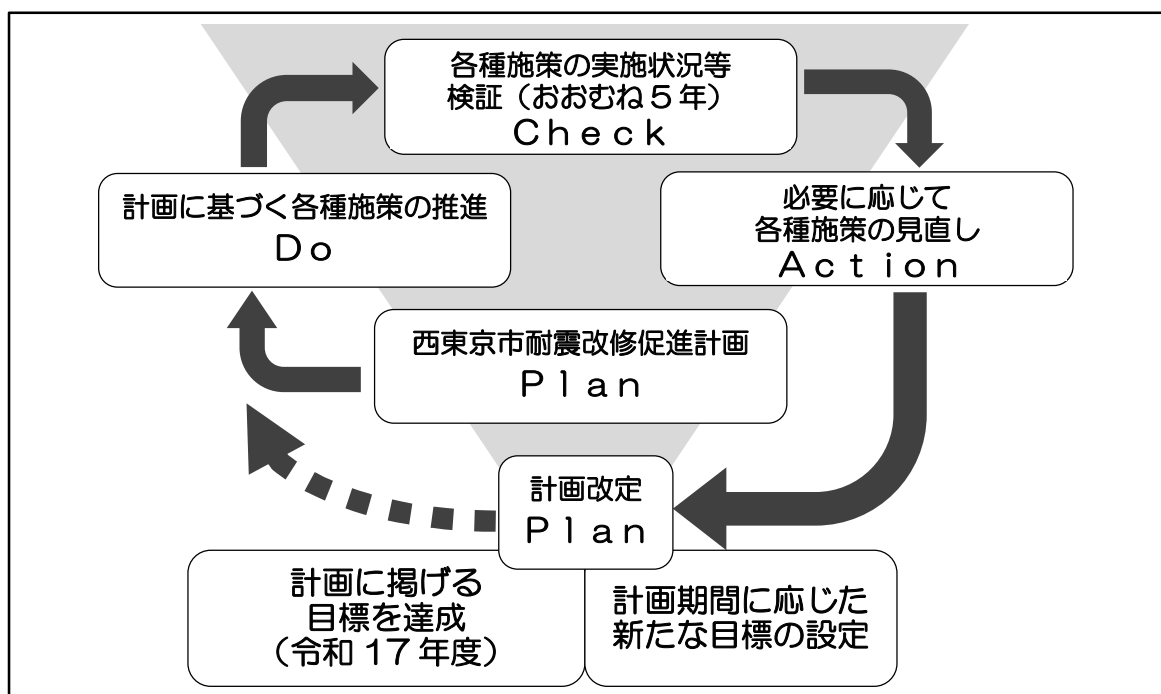 各種施策の実施状況等
検証（おおむね５年）
Ｃｈｅｃｋ
計画に基づく各種施策の推進
Ｄｏ
必要に応じて
各種施策の見直し
Ａｃｔｉｏｎ
西東京市耐震改修促進計画
Ｐｌａｎ
計画改定
Ｐｌａｎ
計画に掲げる
目標を達成
（令和 17 年度）
計画期間に応じた
新たな目標の設定